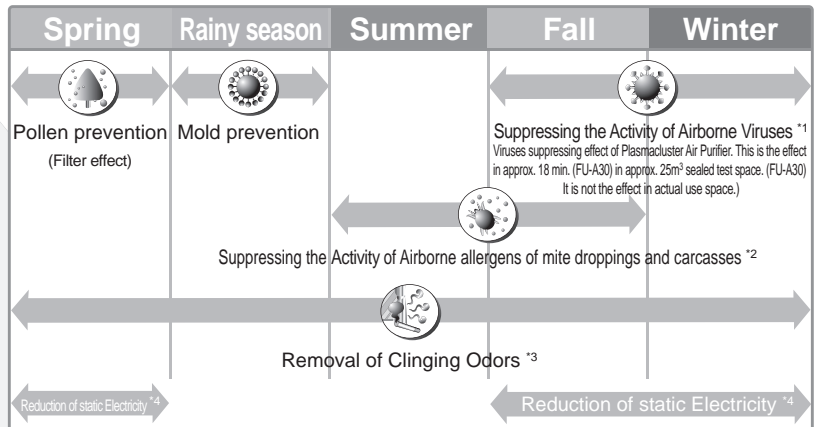 Spring Rainy season Summer Fall Winter
Pollen prevention
(Filter effect)
Mold prevention
Suppressing the Activity of Airborne Viruses *1
Viruses suppressing effect of Plasmacluster Air Purifier. This is the effect
in approx. 18 min. (FU-A30) in approx. 25m³ sealed test space. (FU-A30)
It is not the effect in actual use space.)
Suppressing the Activity of Airborne allergens of mite droppings and carcasses *2
Removal of Clinging Odors *3
Reduction of static Electricity *4
Reduction of static Electricity *4